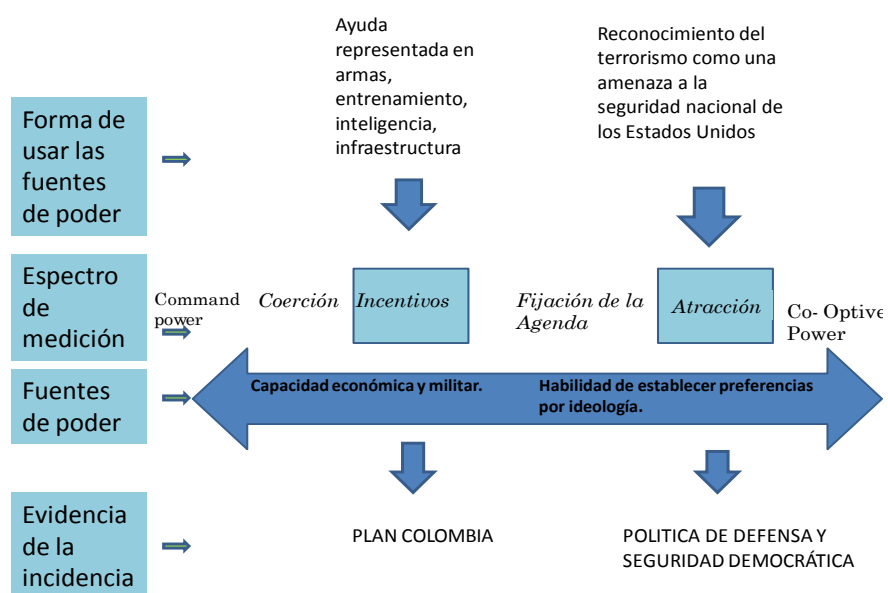 Ayuda
representada en
armas,
entrenamiento,
inteligencia,
infraestructura
Reconocimiento del
terrorismo como una
amenaza a la
seguridad nacional de
los Estados Unidos
Forma de
usar las
fuentes
de poder
Espectro
de
medición
Command
power
Coerción
Incentivos
Fijación de la
Agenda
Atracción
Co- Optive
Power
Fuentes
de poder
Capacidad económica y militar.
Habilidad de establecer preferencias
por ideología.
Evidencia
de la
incidencia
PLAN COLOMBIA
POLITICA DE DEFENSA Y
SEGURIDAD DEMOCRÁTICA